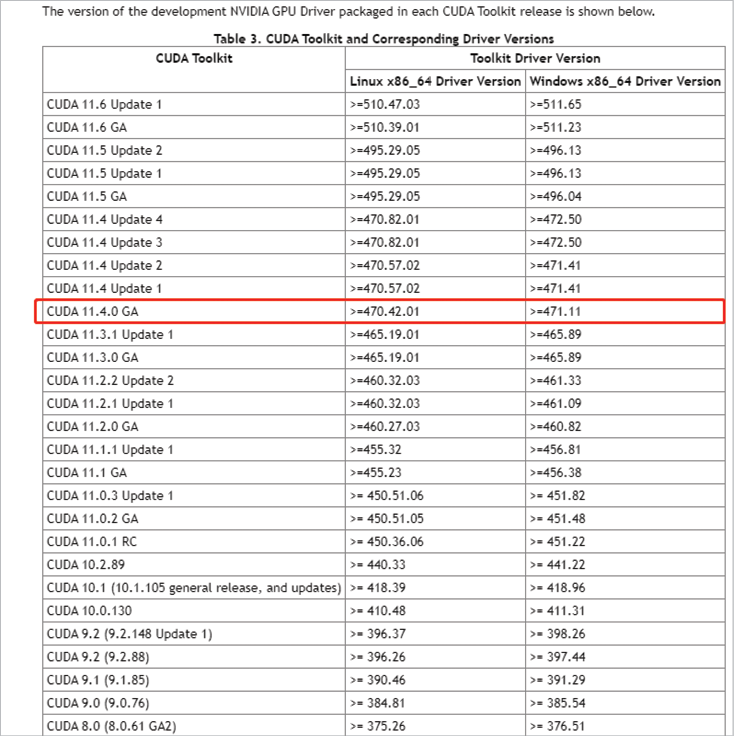 The version of the development NVIDIA GPU Driver packaged in each CUDA Toolkit release is shown below.
Table 3. CUDA Toolkit and Corresponding Driver Versions
CUDA Toolkit Toolkit Driver Version
Linux x86_64 Driver Version Windows x86_64 Driver Version
CUDA 11.6 Update 1 >=510.47.03 >=511.65
CUDA 11.6 GA >=510.39.01 >=511.23
CUDA 11.5 Update 2 >=495.29.05 >=496.13
CUDA 11.5 Update 1 >=495.29.05 >=496.13
CUDA 11.5 GA >=495.29.05 >=496.04
CUDA 11.4 Update 4 >=470.82.01 >=472.50
CUDA 11.4 Update 3 >=470.82.01 >=472.50
CUDA 11.4 Update 2 >=470.57.02 >=471.41
CUDA 11.4 Update 1 >=470.57.02 >=471.41
CUDA 11.4.0 GA >=470.42.01 >=471.11
CUDA 11.3.1 Update 1 >=465.19.01 >=465.89
CUDA 11.3.0 GA >=465.19.01 >=465.89
CUDA 11.2.2 Update 2 >=460.32.03 >=461.33
CUDA 11.2.1 Update 1 >=460.32.03 >=461.09
CUDA 11.2.0 GA >=460.27.03 >=460.82
CUDA 11.1.1 Update 1 >=455.32 >=456.81
CUDA 11.1 GA >=455.23 >=456.38
CUDA 11.0.3 Update 1 >= 450.51.06 >= 451.82
CUDA 11.0.2 GA >= 450.51.05 >= 451.48
CUDA 11.0.1 RC >= 450.36.06 >= 451.22
CUDA 10.2.89 >= 440.33 >= 441.22
CUDA 10.1 (10.1.105 general release, and updates) >= 418.39 >= 418.96
CUDA 10.0.130 >= 410.48 >= 411.31
CUDA 9.2 (9.2.148 Update 1) >= 396.37 >= 398.26
CUDA 9.2 (9.2.88) >= 396.26 >= 397.44
CUDA 9.1 (9.1.85) >= 390.46 >= 391.29
CUDA 9.0 (9.0.76) >= 384.81 >= 385.54
CUDA 8.0 (8.0.61 GA2) >= 375.26 >= 376.51